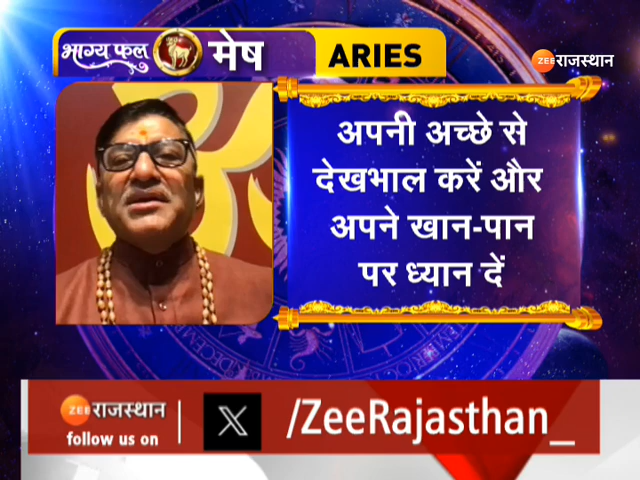 भाग्य फल मेष ARIES
ZEE राजस्थान
अपनी अच्छे से
देखभाल करें और
अपने खान-पान
पर ध्यान दें
ZEE राजस्थान
follow us on
X /ZeeRajasthan_